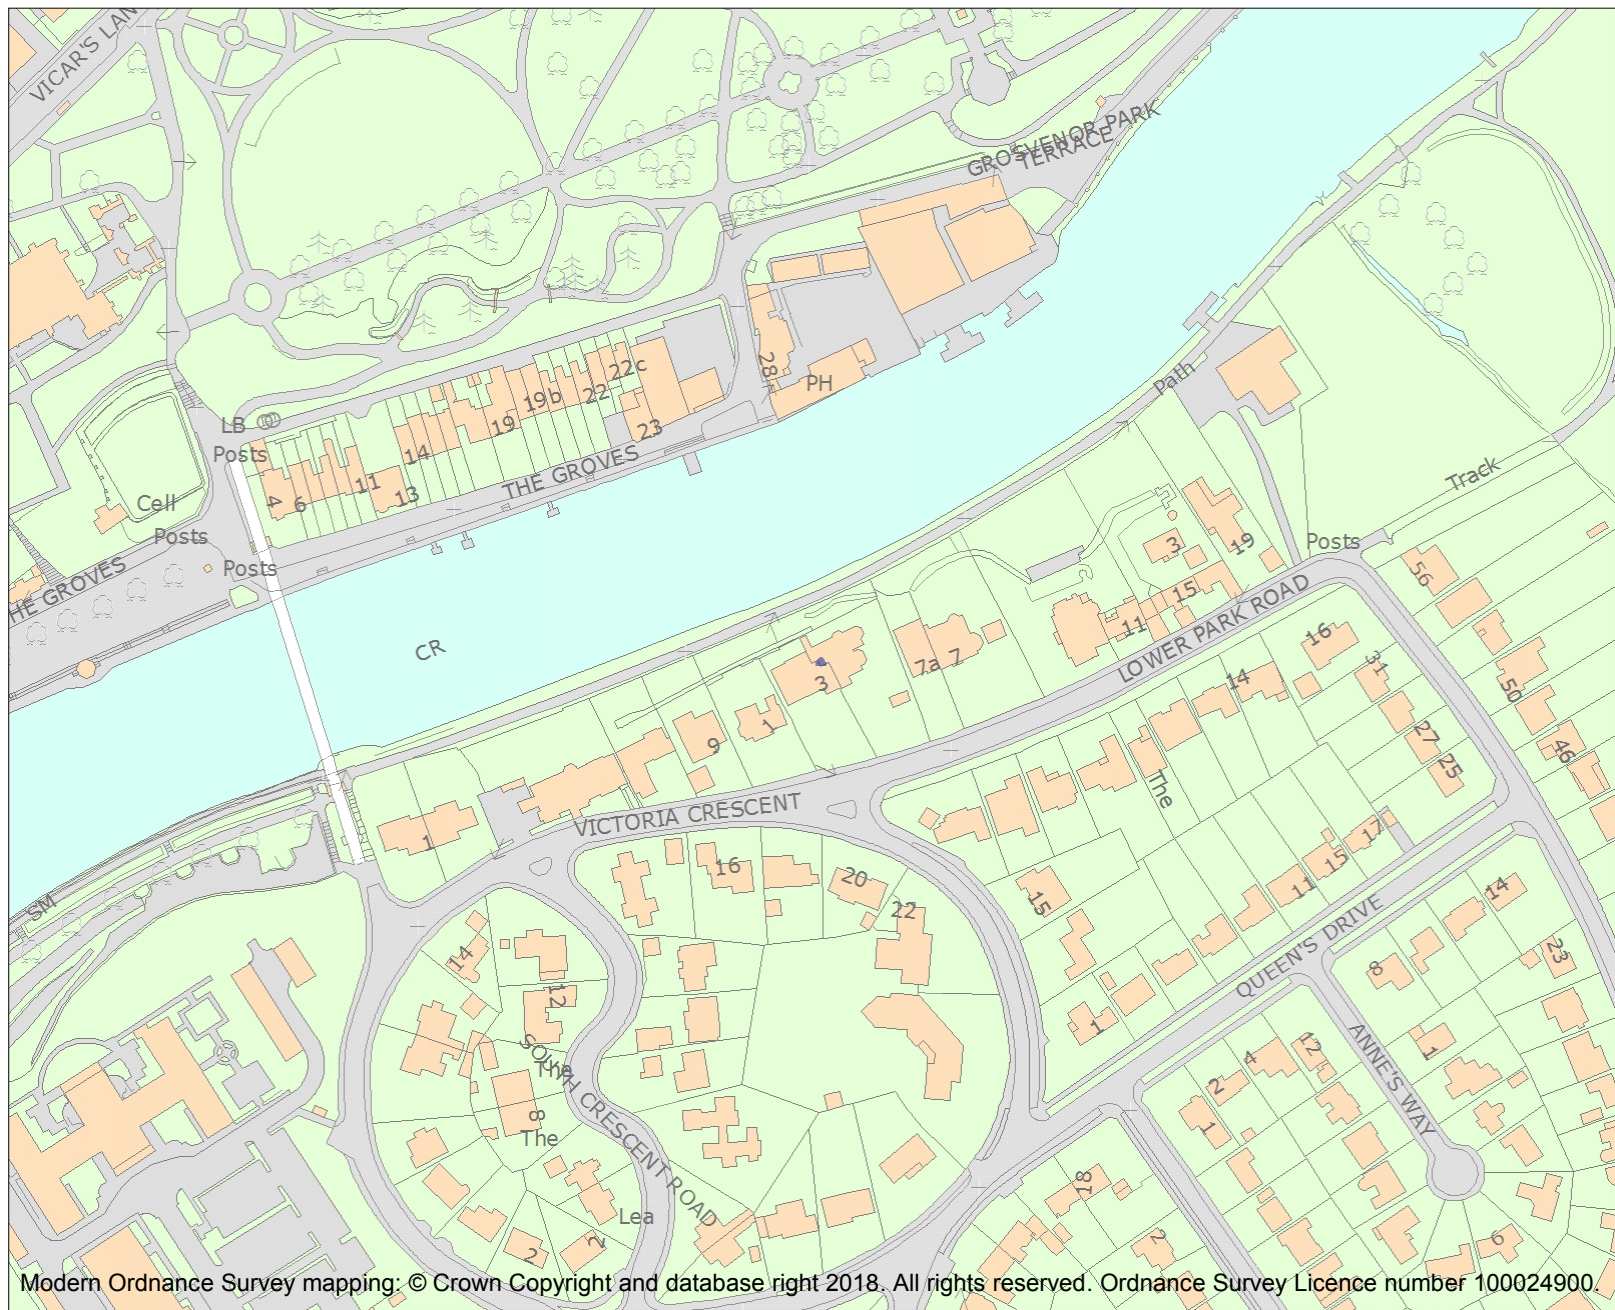 VICAR'S LAN
GROSVENOR PARK
TERRACE
28
PH
22c
22
19b
19
23
14
11
13
6
4
LB
Posts
THE GROVES
Path
Cell
Posts
Posts
HE GROVES
CR
Track
Posts
19
3
15
11
LOWER PARK ROAD
56
16
31
14
50
27
25
46
7a 7
3
1
9
The
VICTORIA CRESCENT
1
17
15
11
16
20
22
15
14
QUEEN'S DRIVE
SM
14
12
8
23
1
ANNE'S WAY
1
12
4
2
1
SOUTH CRESCENT ROAD
The
8
The
Lea
18
2
2
2
6
Modern Ordnance Survey mapping: © Crown Copyright and database right 2018. All rights reserved. Ordnance Survey Licence number 100024900.